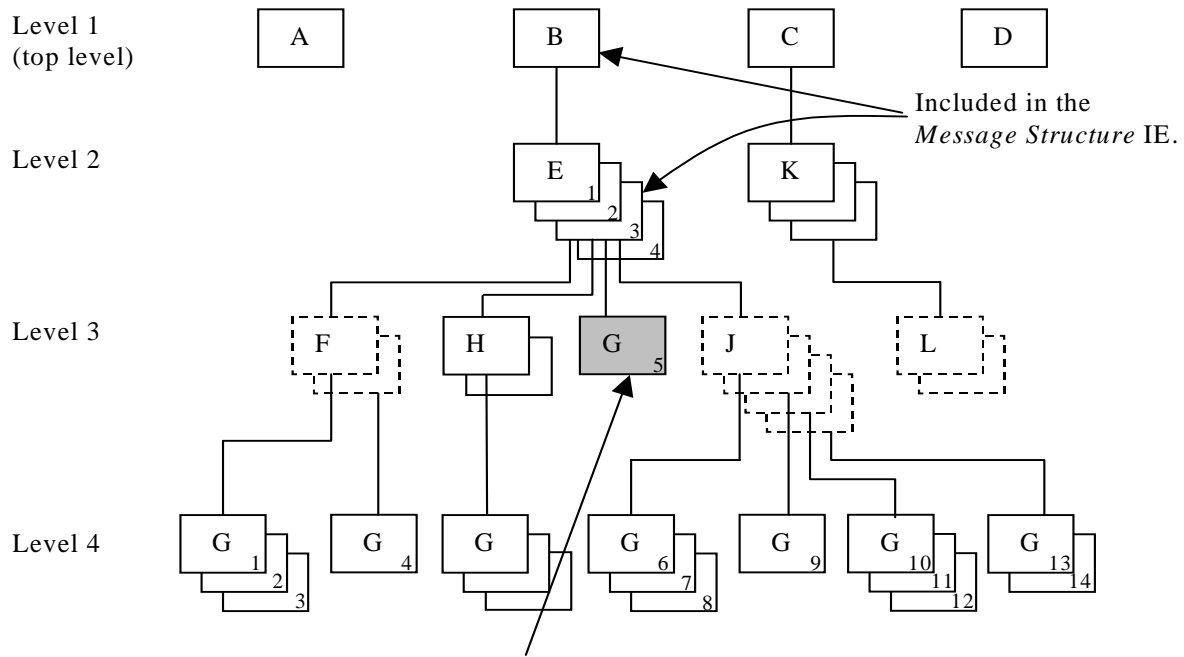 Level 1
(top level)
A
B
C
D
Included in the
Message Structure IE.
Level 2
E
1
2
3
4
K
Level 3
F
H
G
5
J
L
Level 4
G
1
2
3
G
4
G
G
6
7
8
G
9
G
10
11
12
G
13
14